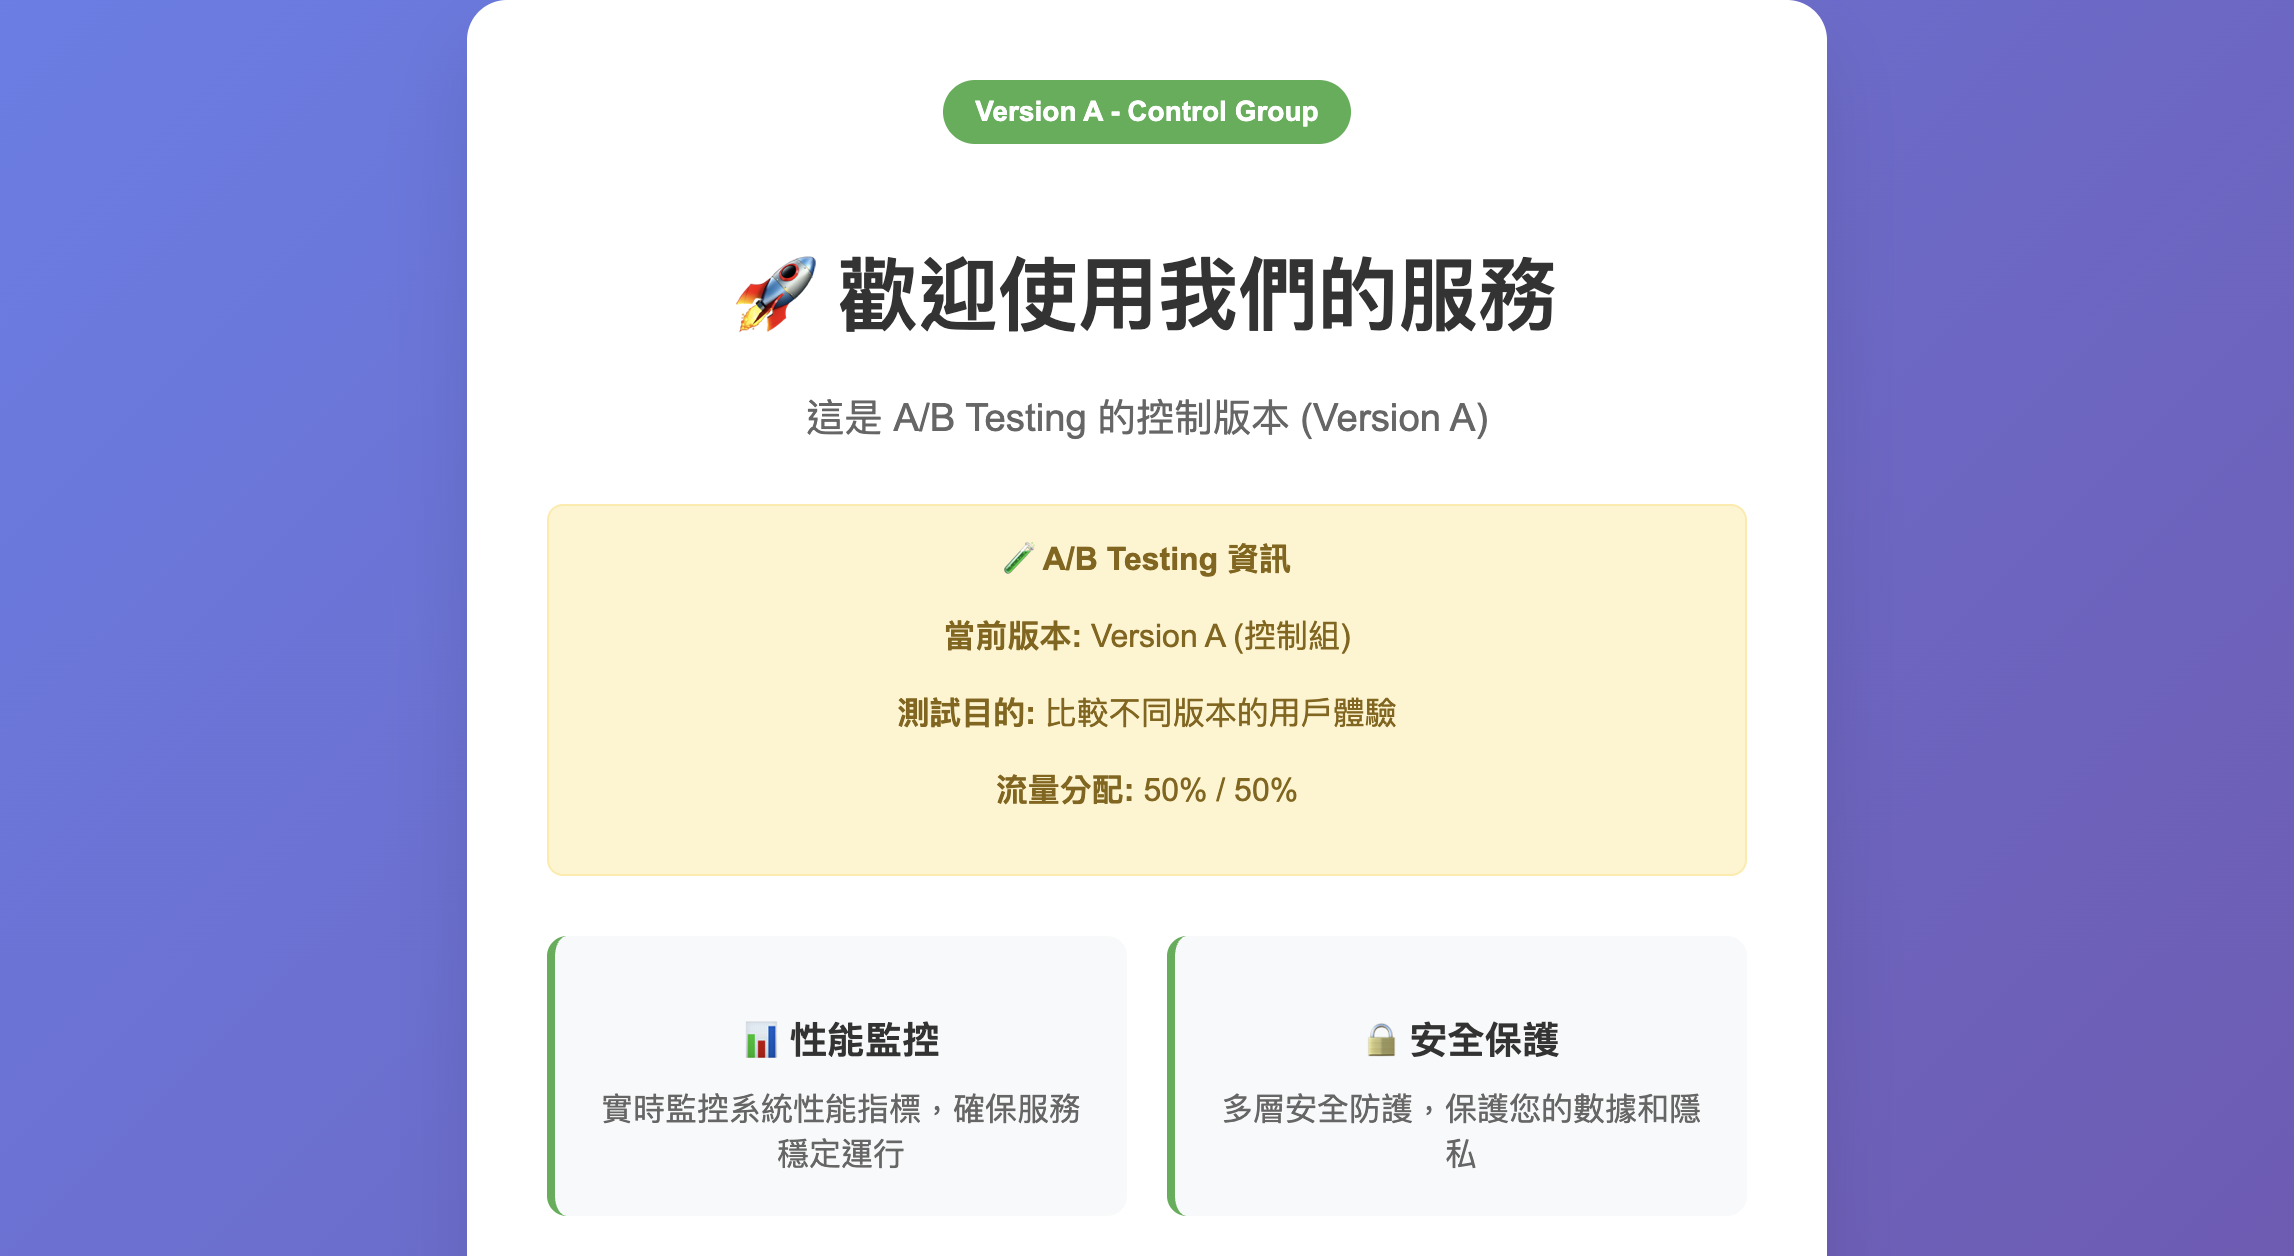 Version A - Control Group
🚀 歡迎使用我們的服務
這是 A/B Testing 的控制版本 (Version A)
🧪 A/B Testing 資訊
當前版本: Version A (控制組)
測試目的: 比較不同版本的用戶體驗
流量分配: 50% / 50%
📊 性能監控
實時監控系統性能指標，確保服務
穩定運行
🔒 安全保護
多層安全防護，保護您的數據和隱
私